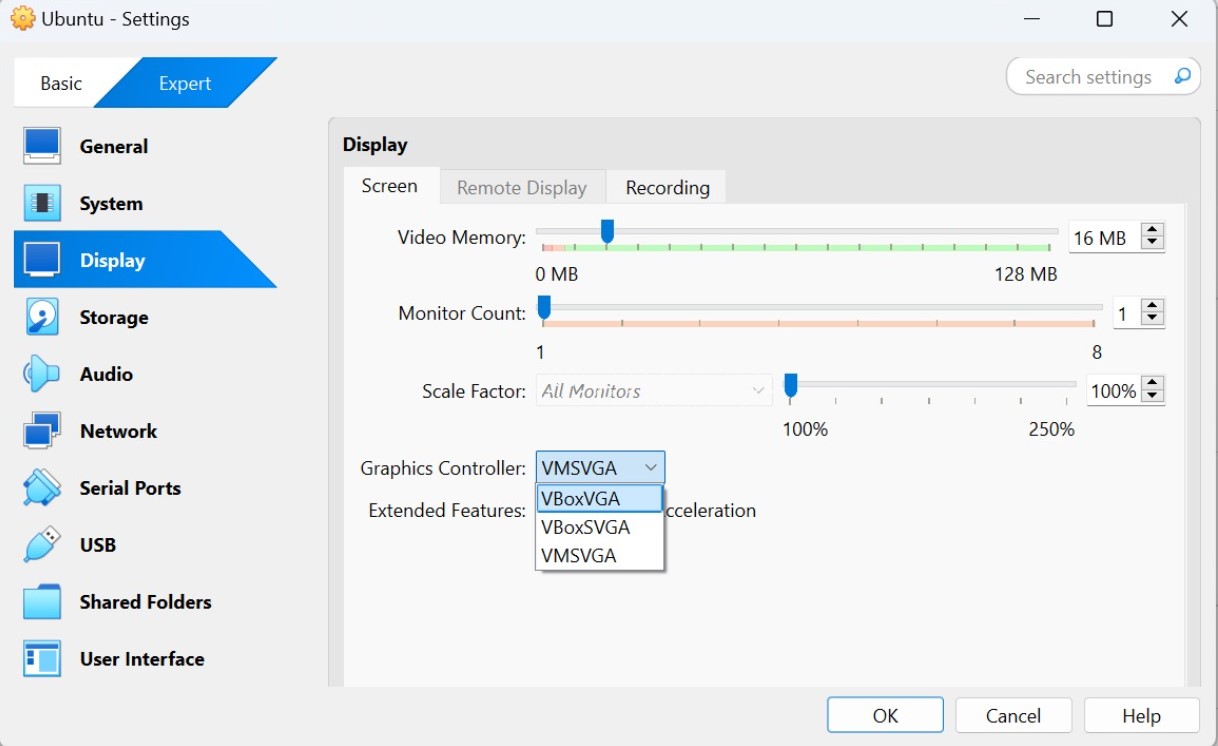 Ubuntu - Settings
Basic
Expert
Search settings
General
System
Display
Storage
Audio
Network
Serial Ports
USB
Shared Folders
User Interface
Display
Screen
Remote Display
Recording
Video Memory:
16 MB
0 MB
128 MB
Monitor Count:
1
1
8
Scale Factor:
All Monitors
100%
100%
250%
Graphics Controller:
VMSVGA
VBoxVGA
VBoxSVGA
VMSVGA
Extended Features:
cceleration
OK
Cancel
Help